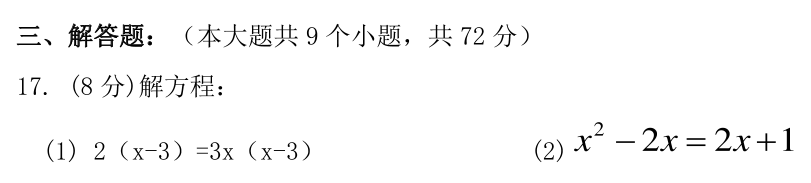 三、解答题：（本大题共 9 个小题，共 72 分）
17. (8 分)解方程：
(1) 2（x-3）=3x（x-3） (2) x² − 2x = 2x + 1